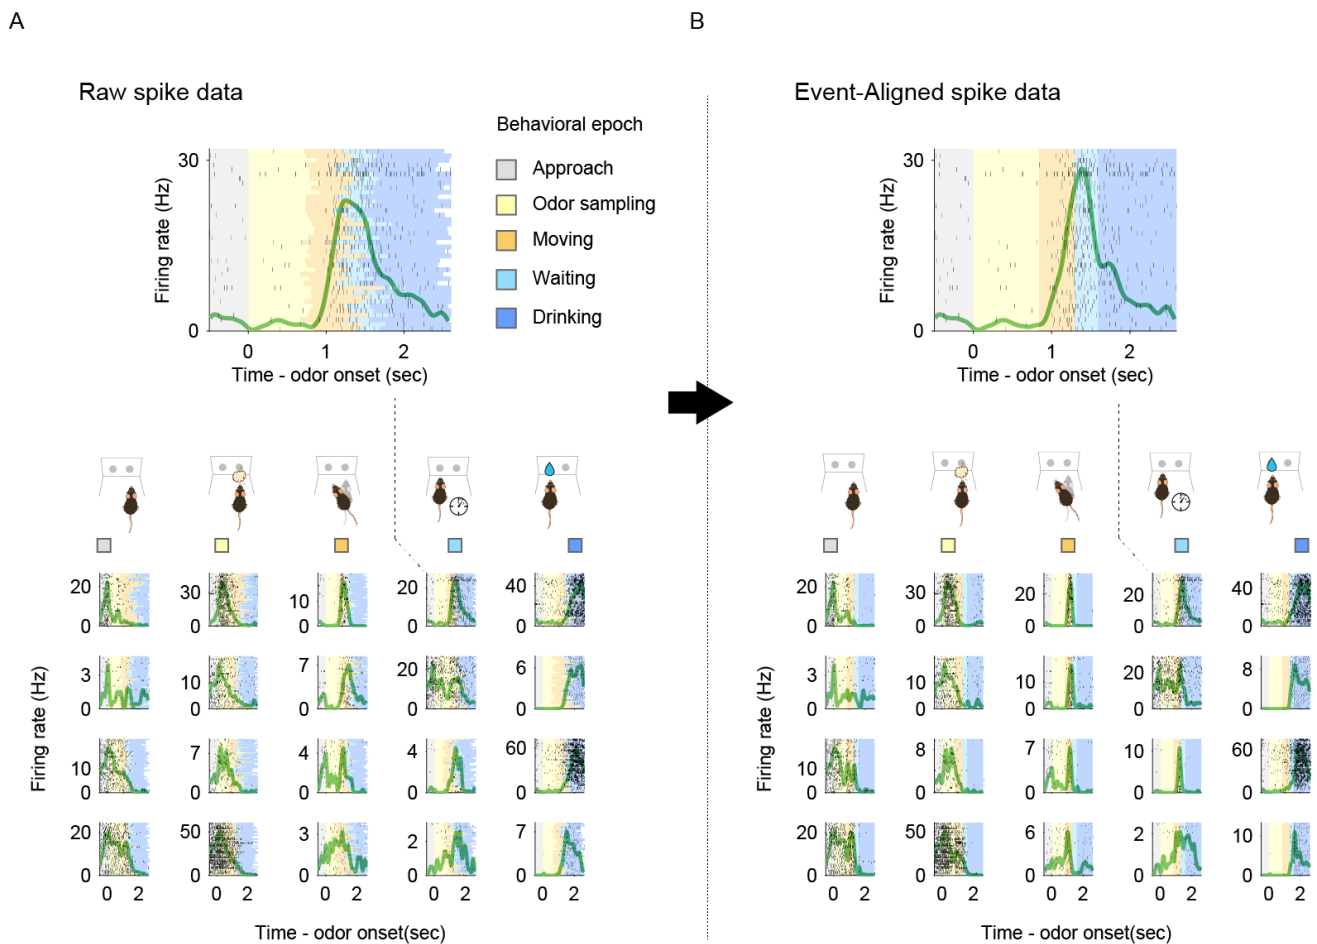 A
B
Raw spike data
Event-Aligned spike data
Behavioral epoch
Approach
Odor sampling
Moving
Waiting
Drinking
Firing rate (Hz)
30
0
0 1 2
Time - odor onset (sec)
Firing rate (Hz)
30
0
0 1 2
Time - odor onset (sec)
20 0 30 0 10 0 20 0 40 0
3 0 10 0 7 0 20 0 6 0
10 0 7 0 4 0 4 0 60 0
20 0 50 0 3 0 2 0 7 0
0 2 0 2 0 2 0 2 0 2
Firing rate (Hz)
Time - odor onset(sec)
20 0 30 0 20 0 20 0 40 0
3 0 10 0 10 0 20 0 8 0
10 0 8 0 7 0 10 0 60 0
20 0 50 0 6 0 2 0 10 0
0 2 0 2 0 2 0 2 0 2
Firing rate (Hz)
Time - odor onset(sec)